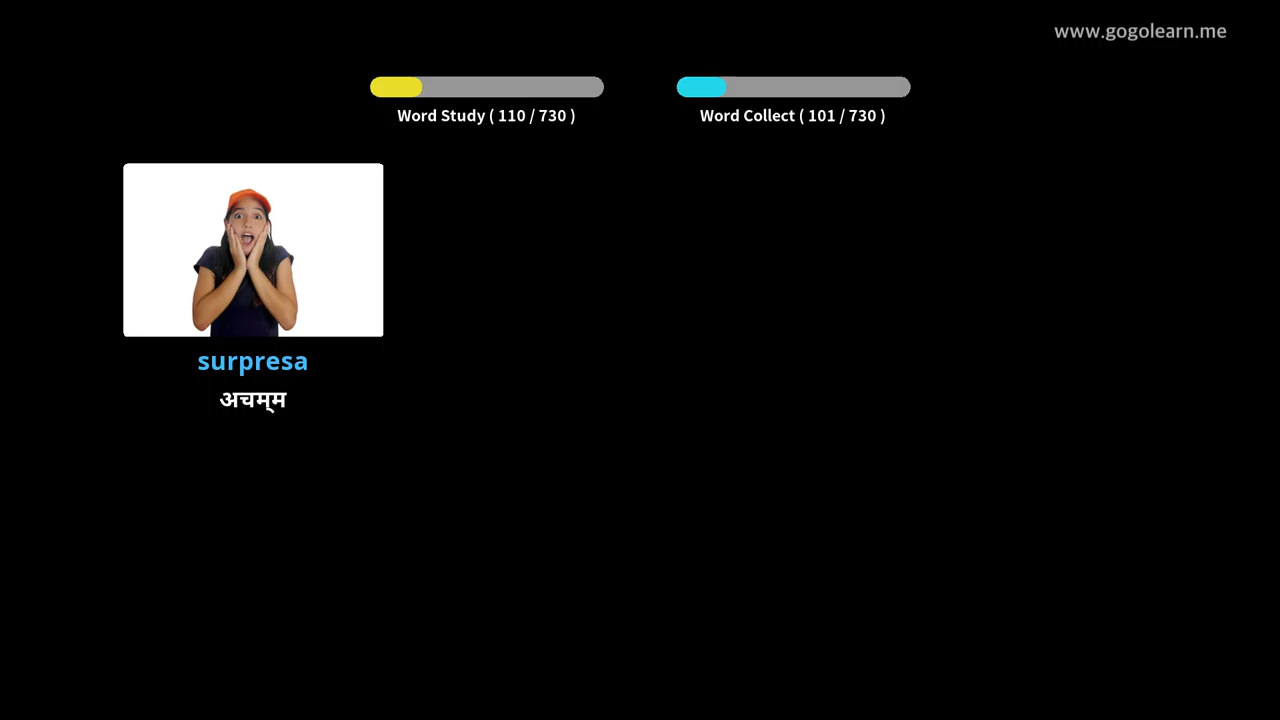 www.gogolearn.me
Word Study ( 110 / 730 )
Word Collect ( 101 / 730 )
surpresa
अचम्म